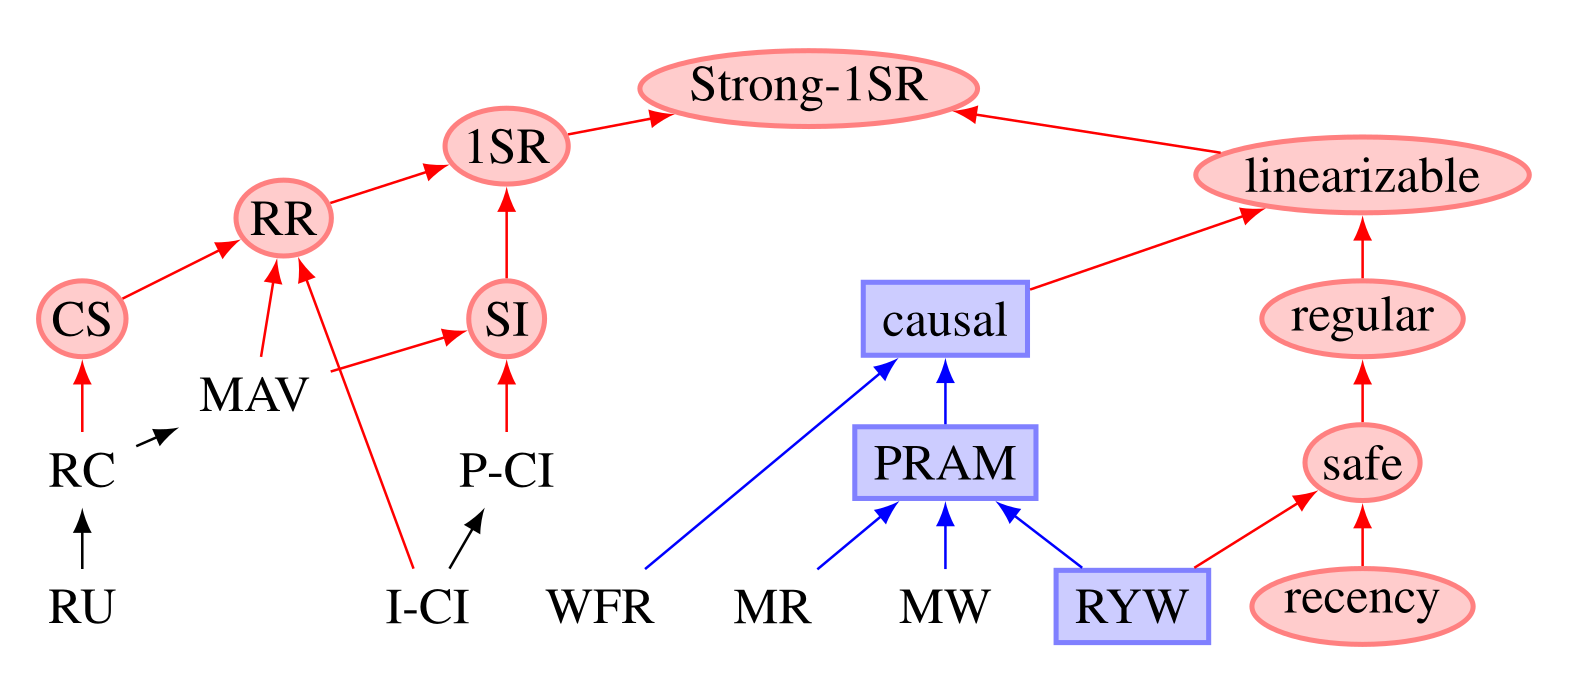 Strong-1SR
1SR
linearizable
RR
CS
SI
causal
regular
MAV
RC
P-CI
PRAM
safe
RU
I-CI
WFR
MR
MW
RYW
recency